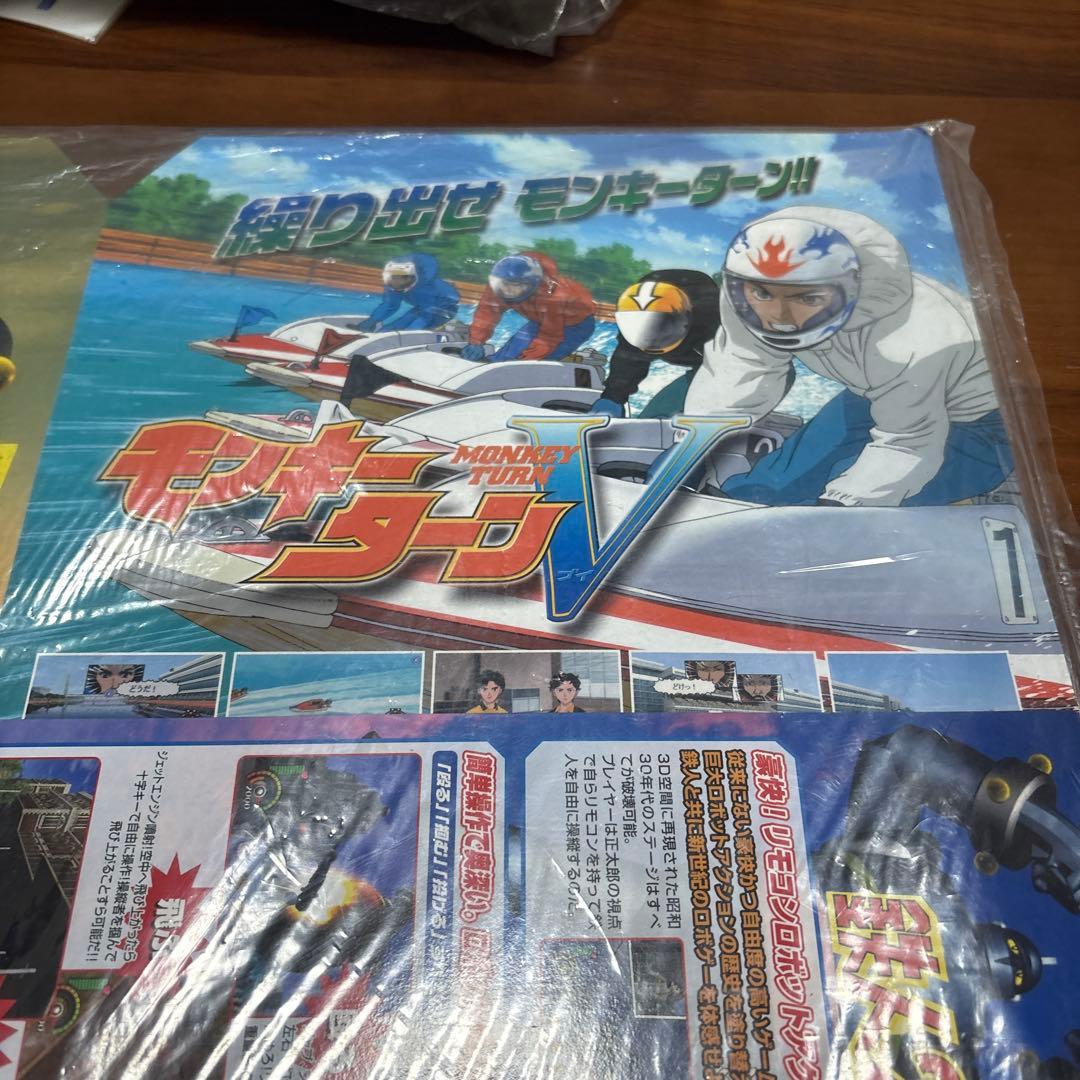 繰り出せ モンキーターン!!
モンキー
ターン
MONKEY
TURN
V
ブイ
1
どうだ!
どけっ!
豪快!リモコンロボットアク
従来にない豪快かつ自由度の高いゲーム
巨大ロボットアクションの歴史を塗り替え
鉄人と共に新世紀のロボゲーを体感せよ
3D空間に再現された昭和
30年代のステージはすべ
てが破壊可能。
プレイヤーは正太郎の視点
で自らリモコンを持って鉄
人を自由に操縦するのだ。
簡単操作で奥深い。
「殴る」「掴む」「投げる」
ジェットエンジン噴射!空中へ飛び上がったら
十字キーで自由に操作!操縦者を掴んで
飛び上がることすら可能だ!!
飛
鉄人